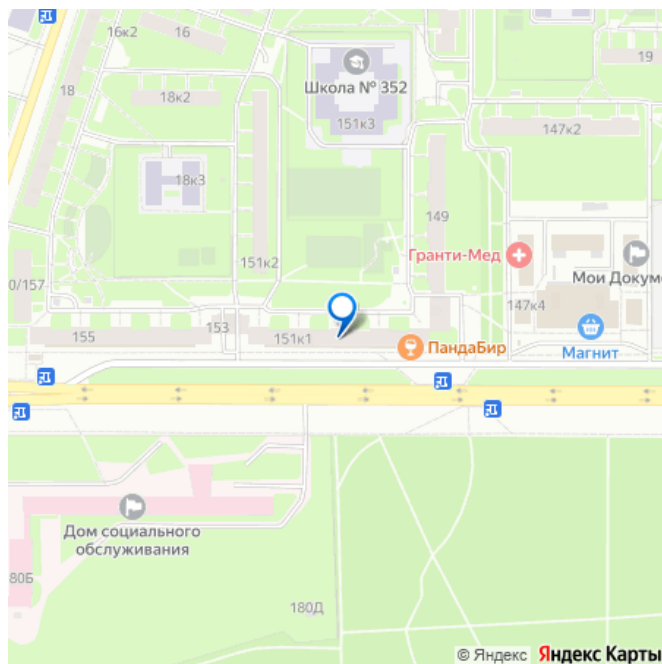 16к2
16
19
18
18к2
Школа № 352
151к3
147к2
18к3
149
151к2
Гранти-Мед
Мои Докуме
0/157
147к4
155
153
151к1
ПандаБир
Магнит
Дом социального
обслуживания
80Б
180Д
© Яндекс Яндекс Карты